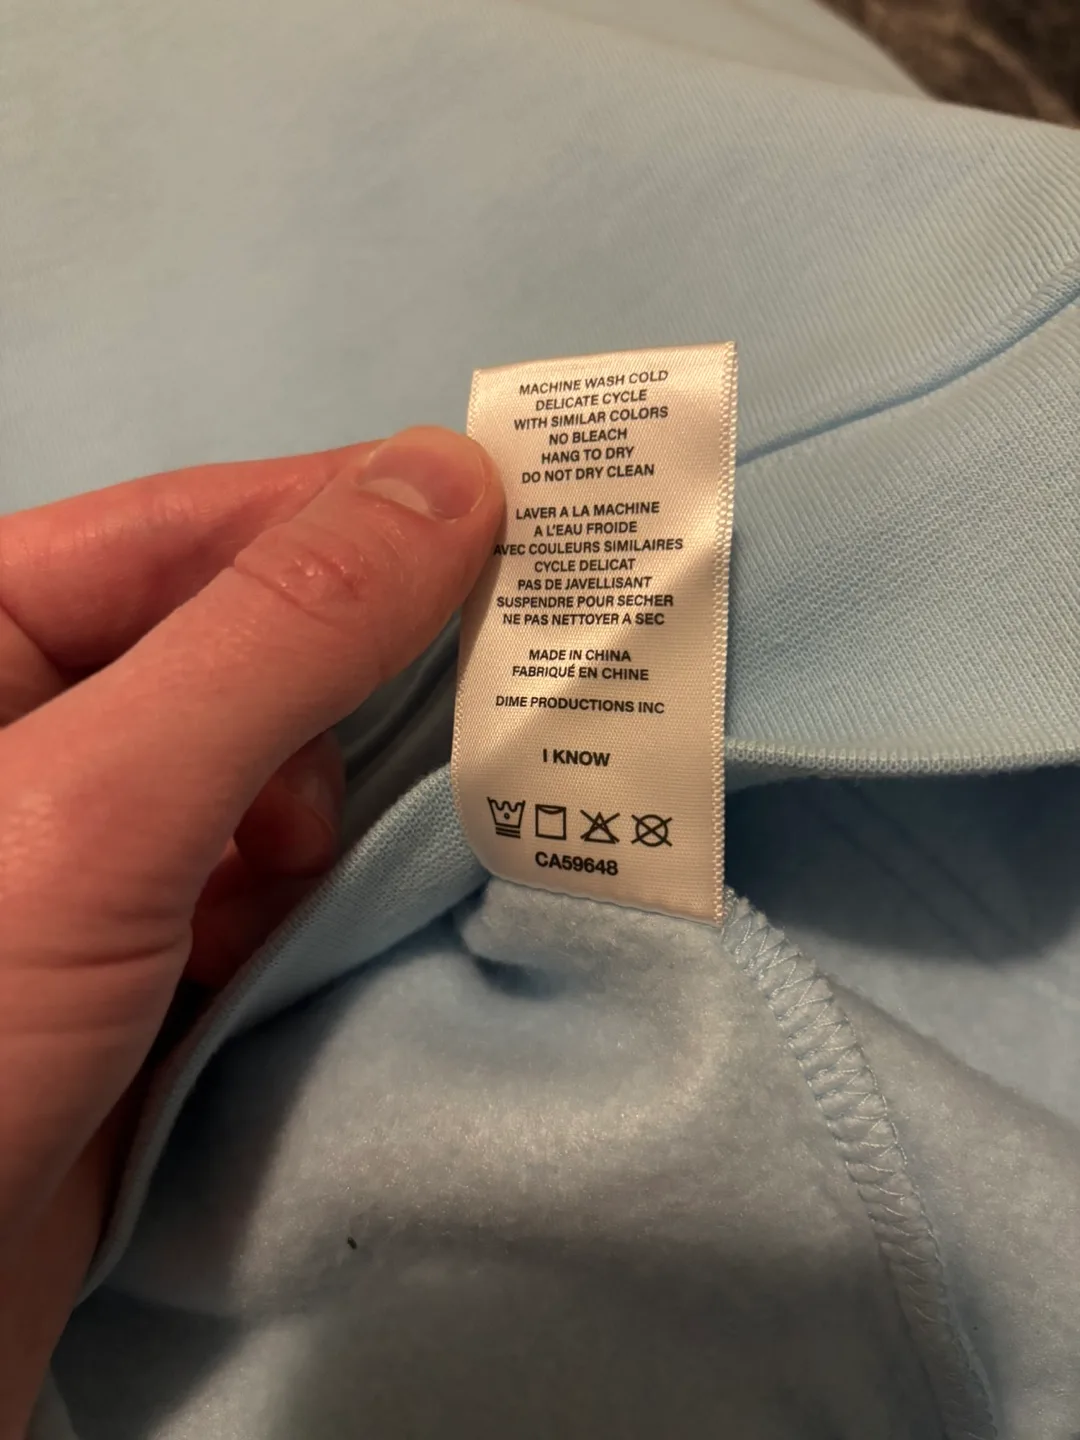 MACHINE WASH COLD
DELICATE CYCLE
WITH SIMILAR COLORS
NO BLEACH
HANG TO DRY
DO NOT DRY CLEAN
LAVER A LA MACHINE
A L'EAU FROIDE
AVEC COULEURS SIMILAIRES
CYCLE DELICAT
PAS DE JAVELLISANT
SUSPENDRE POUR SECHER
NE PAS NETTOYER A SEC
MADE IN CHINA
FABRIQUÉ EN CHINE
DIME PRODUCTIONS INC
I KNOW
CA59648